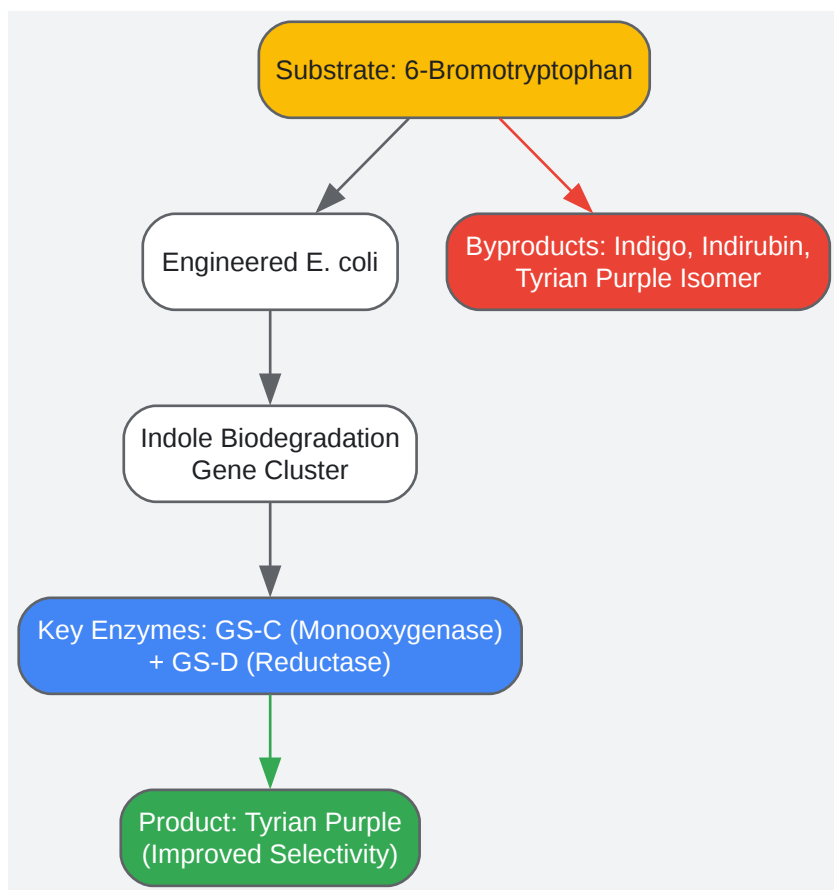 Substrate: 6-Bromotryptophan
Engineered E. coli
Byproducts: Indigo, Indirubin,
Tyrian Purple Isomer
Indole Biodegradation
Gene Cluster
Key Enzymes: GS-C (Monooxygenase)
+ GS-D (Reductase)
Product: Tyrian Purple
(Improved Selectivity)